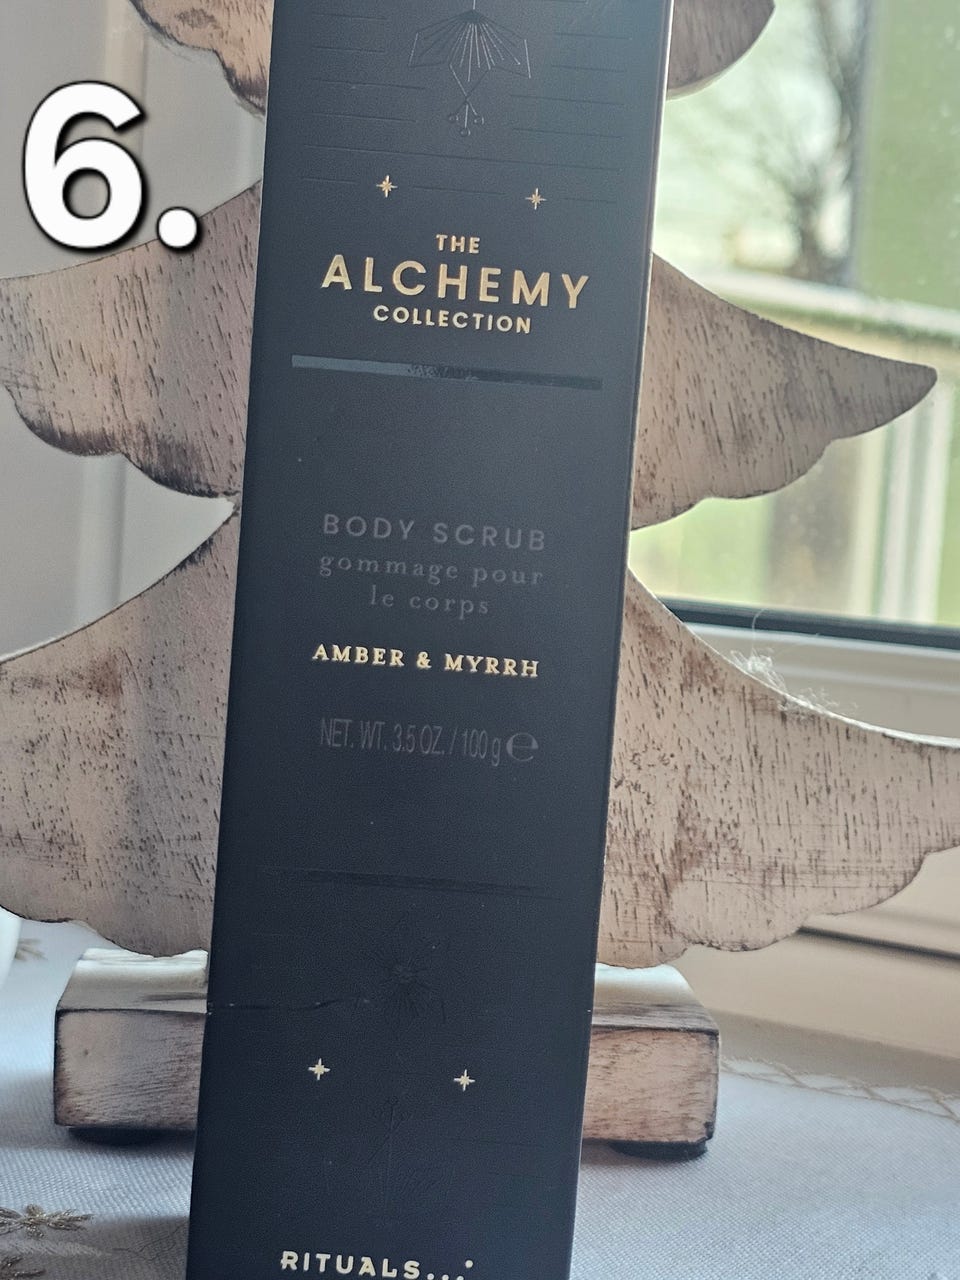 6.
THE
ALCHEMY
COLLECTION
BODY SCRUB
gommage pour
le corps
AMBER & MYRRH
NET. WT. 3.5 OZ. / 100 g ℮
RITUALS...